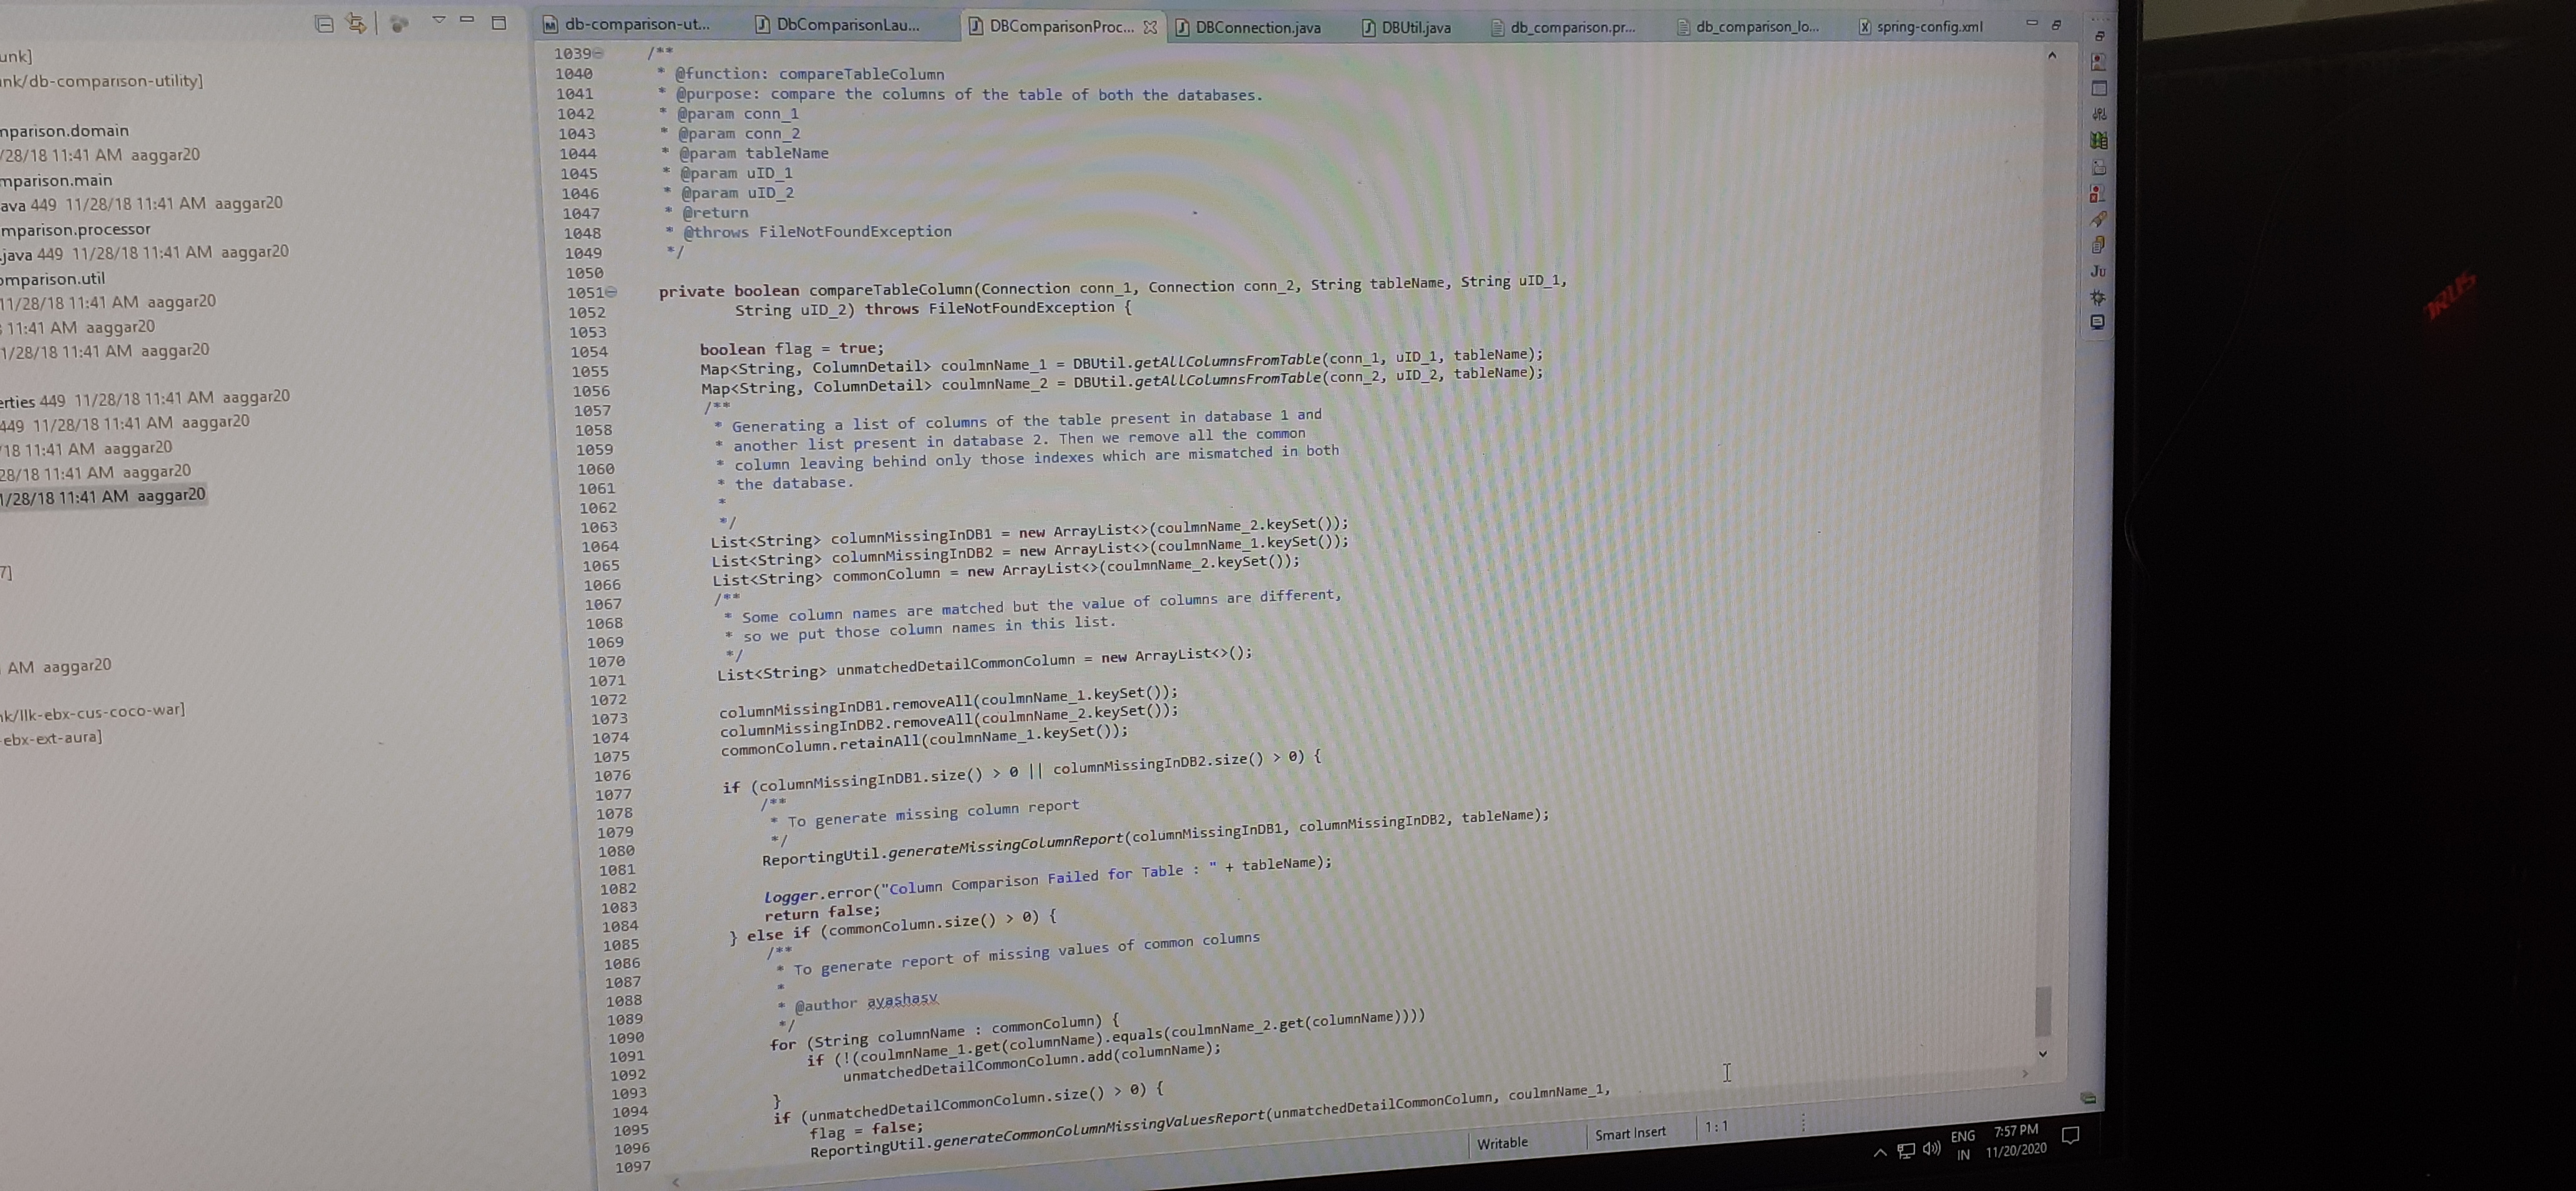 unk]
nk/db-comparison-utility]
mparison.domain
/28/18 11:41 AM aaggar20
mparison.main
ava 449 11/28/18 11:41 AM aaggar20
mparison.processor
.java 449 11/28/18 11:41 AM aaggar20
omparison.util
11/28/18 11:41 AM aaggar20
11:41 AM aaggar20
1/28/18 11:41 AM aaggar20
erties 449 11/28/18 11:41 AM aaggar20
449 11/28/18 11:41 AM aaggar20
/18 11:41 AM aaggar20
28/18 11:41 AM aaggar20
1/28/18 11:41 AM aaggar20
7]
AM aaggar20
nk/llk-ebx-cus-coco-war]
-ebx-ext-aura]
db-comparison-ut... DbComparisonLau... DBComparisonProc... DBConnection.java DBUtil.java db_comparison.pr... db_comparison_lo... spring-config.xml
1039 /**
1040 * @function: compareTableColumn
1041 * @purpose: compare the columns of the table of both the databases.
1042 * @param conn_1
1043 * @param conn_2
1044 * @param tableName
1045 * @param uID_1
1046 * @param uID_2
1047 * @return
1048 * @throws FileNotFoundException
1049 */
1050
1051 private boolean compareTableColumn(Connection conn_1, Connection conn_2, String tableName, String uID_1,
1052 String uID_2) throws FileNotFoundException {
1053
1054 boolean flag = true;
1055 Map<String, ColumnDetail> coulmnName_1 = DBUtil.getAllColumnsFromTable(conn_1, uID_1, tableName);
1056 Map<String, ColumnDetail> coulmnName_2 = DBUtil.getAllColumnsFromTable(conn_2, uID_2, tableName);
1057 /**
1058 * Generating a list of columns of the table present in database 1 and
1059 * another list present in database 2. Then we remove all the common
1060 * column leaving behind only those indexes which are mismatched in both
1061 * the database.
1062 *
1063 */
1064 List<String> columnMissingInDB1 = new ArrayList<>(coulmnName_2.keySet());
1065 List<String> columnMissingInDB2 = new ArrayList<>(coulmnName_1.keySet());
1066 List<String> commonColumn = new ArrayList<>(coulmnName_2.keySet());
1067 /**
1068 * Some column names are matched but the value of columns are different,
1069 * so we put those column names in this list.
1070 */
1071 List<String> unmatchedDetailCommonColumn = new ArrayList<>();
1072
1073 columnMissingInDB1.removeAll(coulmnName_1.keySet());
1074 columnMissingInDB2.removeAll(coulmnName_2.keySet());
1075 commonColumn.retainAll(coulmnName_1.keySet());
1076
1077 if (columnMissingInDB1.size() > 0 || columnMissingInDB2.size() > 0) {
1078 /**
1079 * To generate missing column report
1080 */
1081 ReportingUtil.generateMissingColumnReport(columnMissingInDB1, columnMissingInDB2, tableName);
1082
1083 logger.error("Column Comparison Failed for Table : " + tableName);
1084 return false;
1085 } else if (commonColumn.size() > 0) {
1086 /**
1087 * To generate report of missing values of common columns
1088 *
1089 * @author ayashasv
1090 */
1091 for (String columnName : commonColumn) {
1092 if (!(coulmnName_1.get(columnName).equals(coulmnName_2.get(columnName))))
1093 unmatchedDetailCommonColumn.add(columnName);
1094 }
1095 if (unmatchedDetailCommonColumn.size() > 0) {
1096 flag = false;
1097 ReportingUtil.generateCommonColumnMissingValuesReport(unmatchedDetailCommonColumn, coulmnName_1,
Writable Smart Insert 1:1
ENG 7:57 PM
IN 11/20/2020
Ju